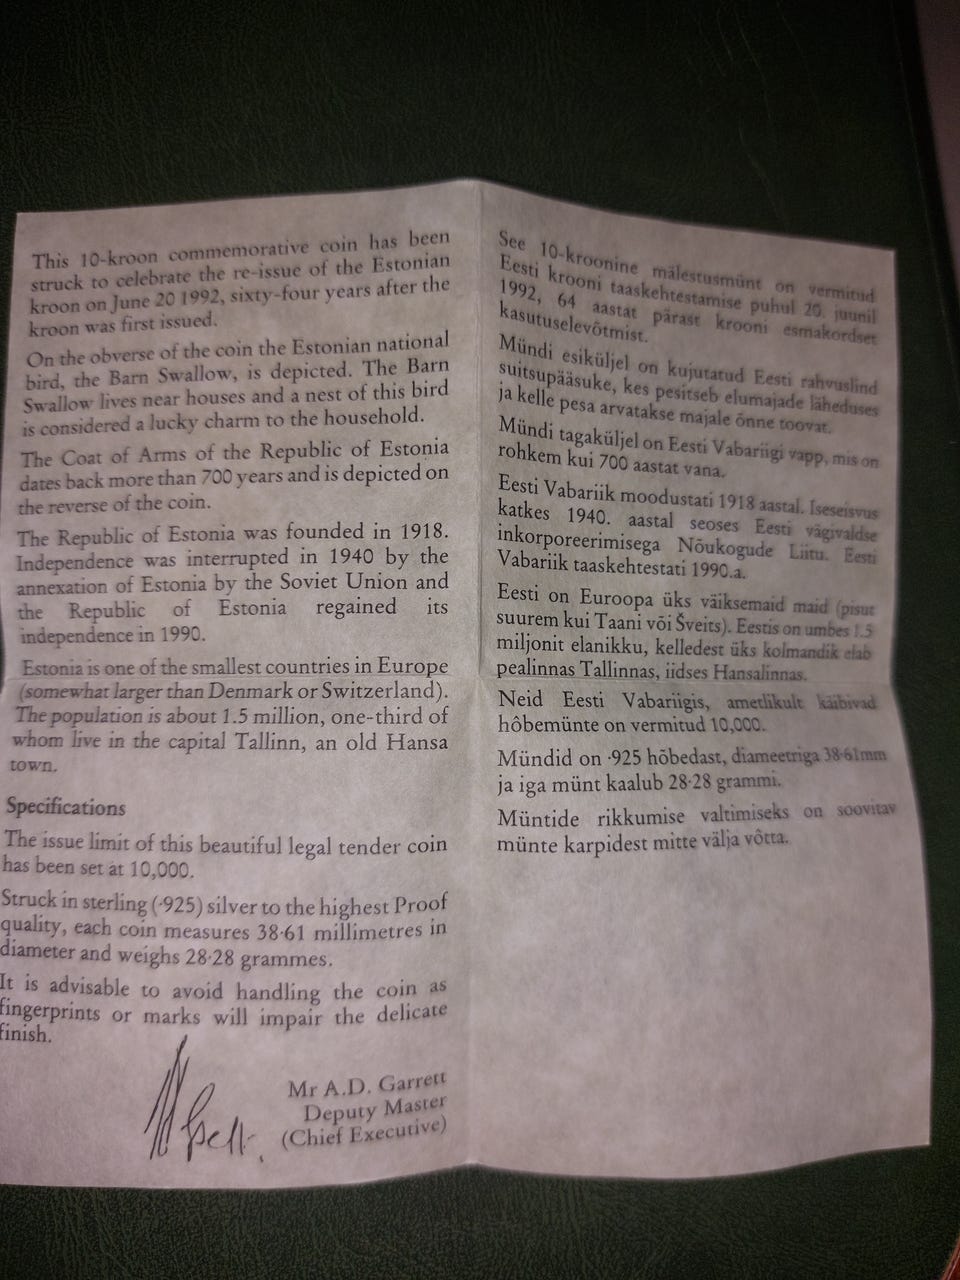 This 10-kroon commemorative coin has been
struck to celebrate the re-issue of the Estonian
kroon on June 20 1992, sixty-four years after the
kroon was first issued.
On the obverse of the coin the Estonian national
bird, the Barn Swallow, is depicted. The Barn
Swallow lives near houses and a nest of this bird
is considered a lucky charm to the household.
The Coat of Arms of the Republic of Estonia
dates back more than 700 years and is depicted on
the reverse of the coin.
The Republic of Estonia was founded in 1918.
Independence was interrupted in 1940 by the
annexation of Estonia by the Soviet Union and
the Republic of Estonia regained its
independence in 1990.
Estonia is one of the smallest countries in Europe
(somewhat larger than Denmark or Switzerland).
The population is about 1.5 million, one-third of
whom live in the capital Tallinn, an old Hansa
town.
Specifications
The issue limit of this beautiful legal tender coin
has been set at 10,000.
Struck in sterling (·925) silver to the highest Proof
quality, each coin measures 38·61 millimetres in
diameter and weighs 28·28 grammes.
It is advisable to avoid handling the coin as
fingerprints or marks will impair the delicate
finish.
Mr A.D. Garrett
Deputy Master
(Chief Executive)
See 10-kroonine mälestusmünt on vermitud
Eesti krooni taaskehtestamise puhul 20. juunil
1992, 64 aastat pärast krooni esmakordset
kasutuselevõtmist.
Mündi esiküljel on kujutatud Eesti rahvuslind
suitsupääsuke, kes pesitseb elumajade läheduses
ja kelle pesa arvatakse majale õnne toovat.
Mündi tagaküljel on Eesti Vabariigi vapp, mis on
rohkem kui 700 aastat vana.
Eesti Vabariik moodustati 1918 aastal. Iseseisvus
katkes 1940. aastal seoses Eesti vägivaldse
inkorporeerimisega Nõukogude Liitu. Eesti
Vabariik taaskehtestati 1990.a.
Eesti on Euroopa üks väiksemaid maid (pisut
suurem kui Taani või Šveits). Eestis on umbes 1.5
miljonit elanikku, kelledest üks kolmandik elab
pealinnas Tallinnas, iidses Hansalinnas.
Neid Eesti Vabariigis, ametlikult käibivad
hõbemünte on vermitud 10,000.
Mündid on ·925 hõbedast, diameetriga 38·61mm
ja iga münt kaalub 28·28 grammi.
Müntide rikkumise valtimiseks on soovitav
münte karpidest mitte välja võtta.